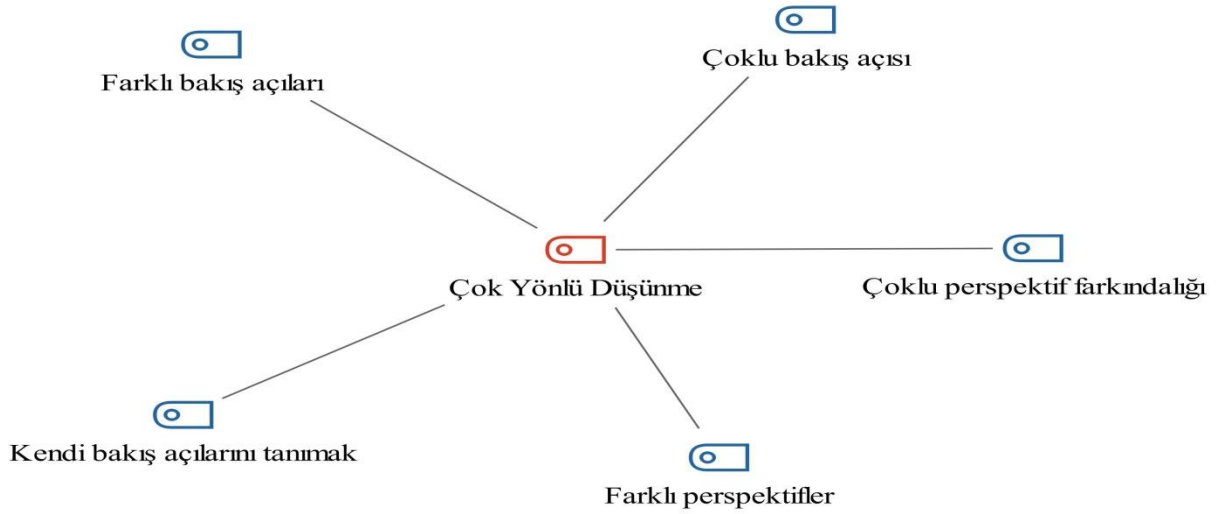 Çoklu bakış açısı
Farklı bakış açıları
Çok Yönlü Düşünme
Çoklu perspektif farkındalığı
Kendi bakış açılarını tanımak
Farklı perspektifler